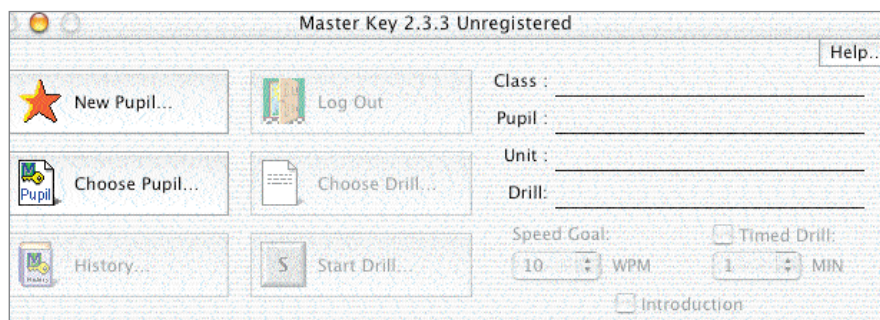 Master Key 2.3.3 Unregistered
Help..
New Pupil...
Log Out
Class :
Pupil :
Choose Pupil...
Choose Drill...
Unit :
Drill:
History...
S Start Drill...
Speed Goal:
Timed Drill:
10 WPM
1 MIN
Introduction
M
Pupil
M